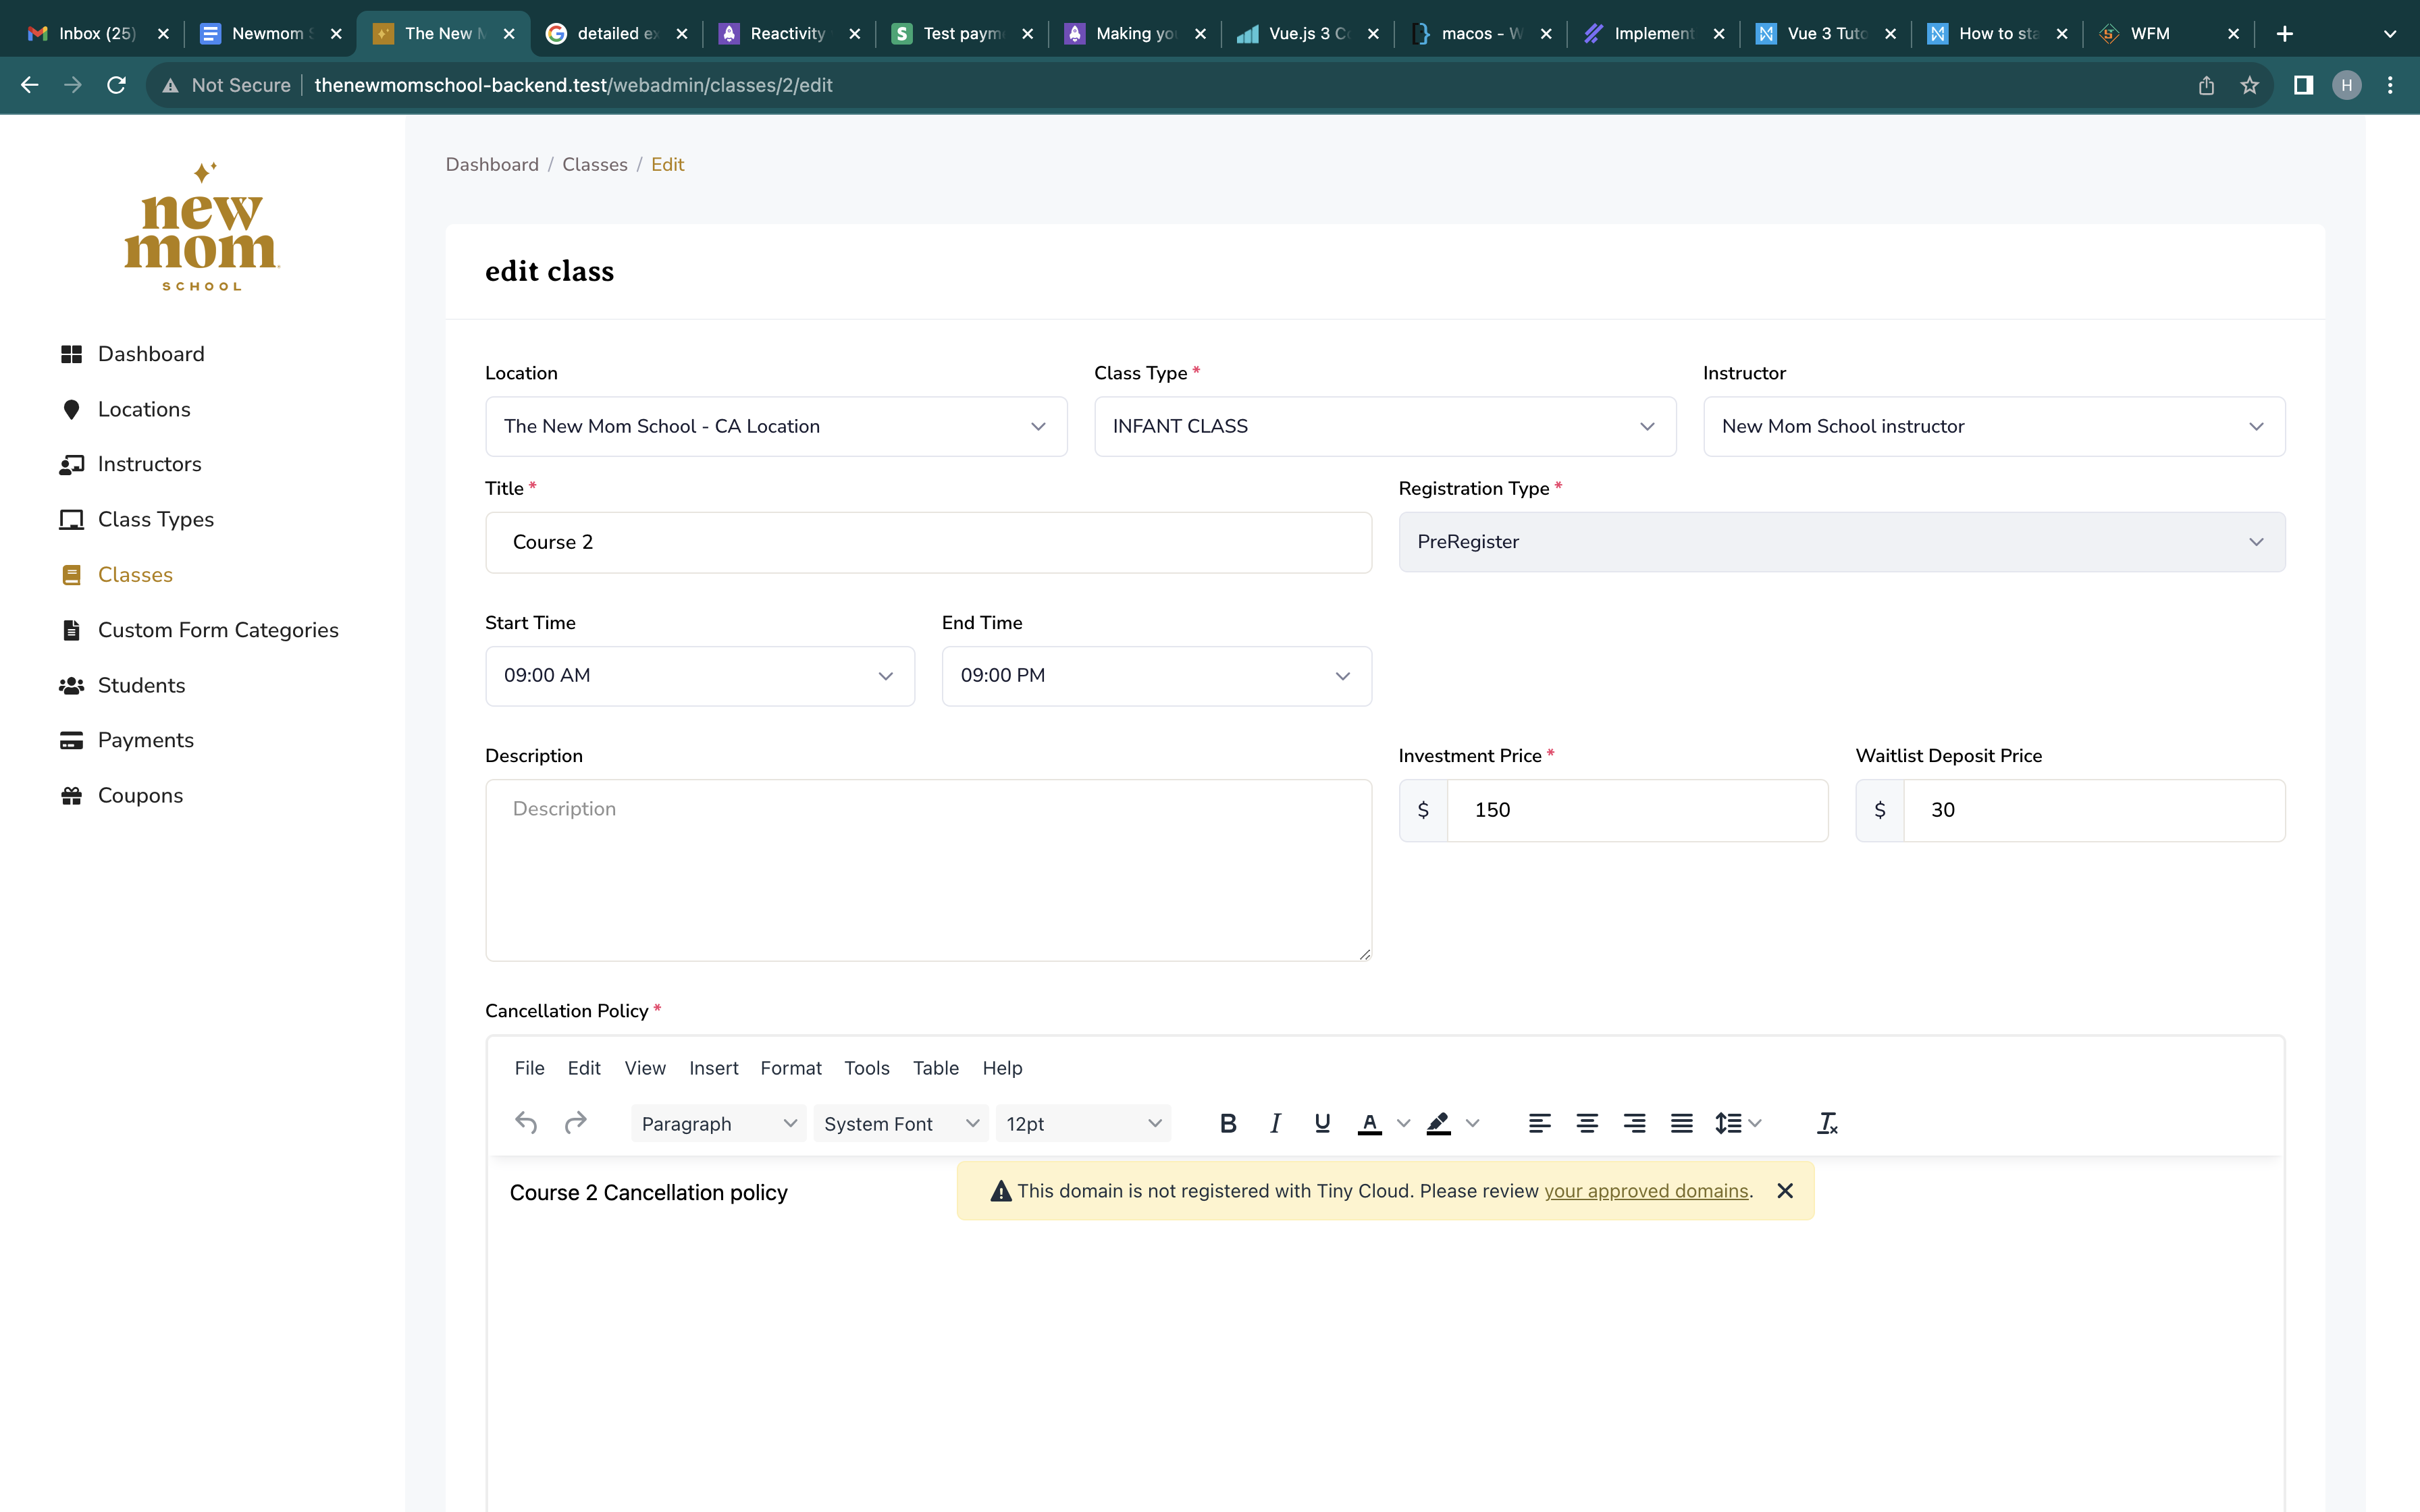 Inbox (25) Newmom The New detailed ex Reactivity Test paym Making yo Vue.js 3 macos - Implement Vue 3 Tuto How to sta WFM
Not Secure thenewmomschool-backend.test/webadmin/classes/2/edit H
new
mom
SCHOOL
Dashboard
Locations
Instructors
Class Types
Classes
Custom Form Categories
Students
Payments
Coupons
Dashboard / Classes / Edit
edit class
Location Class Type * Instructor
The New Mom School - CA Location INFANT CLASS New Mom School instructor
Title * Registration Type *
Course 2 PreRegister
Start Time End Time
09:00 AM 09:00 PM
Description Investment Price * Waitlist Deposit Price
Description $ 150 $ 30
Cancellation Policy *
File Edit View Insert Format Tools Table Help
Paragraph System Font 12pt B I U A
Course 2 Cancellation policy
This domain is not registered with Tiny Cloud. Please review your approved domains.